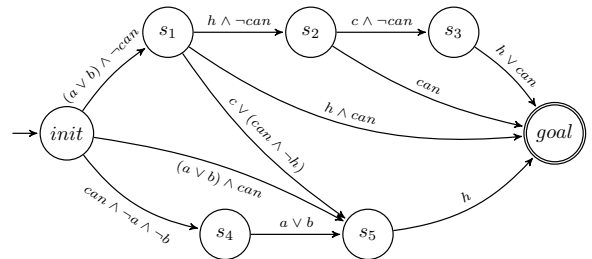 (a ∨ b) ∧ ¬can
s₁
h ∧ ¬can
s₂
c ∧ ¬can
s₃
h ∨ can
can
h ∧ can
c ∨ (can ∧ ¬h)
init
goal
(a ∨ b) ∧ can
can ∧ ¬a ∧ ¬b
s₄
a ∨ b
s₅
h